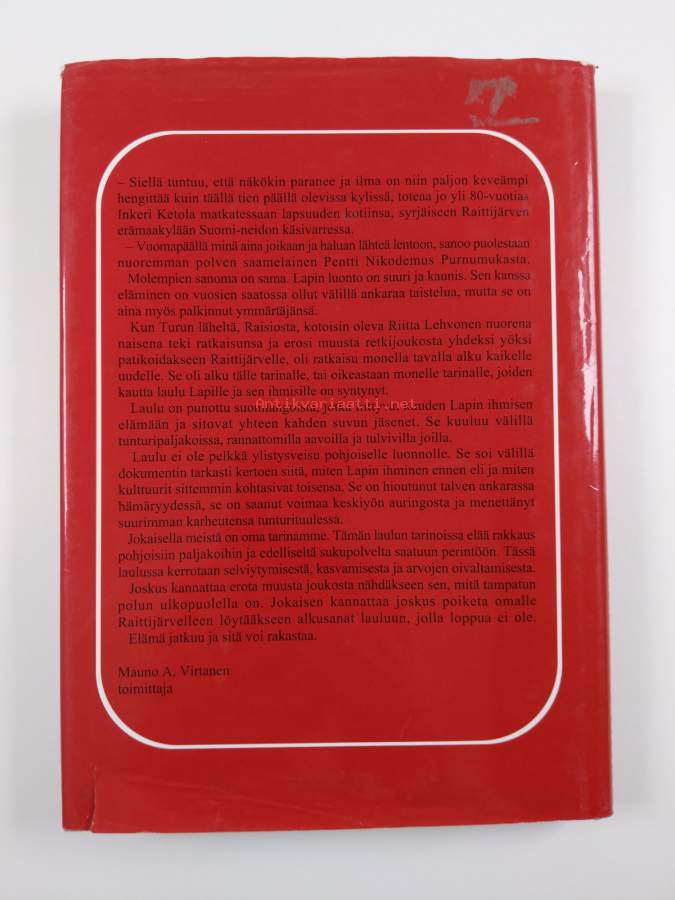 – Siellä tuntuu, että näkökin paranee ja ilma on niin paljon keveämpi
hengittää kuin täällä tien päällä olevissa kylissä, toteaa jo yli 80-vuotias
Inkeri Ketola matkatessaan lapsuuden kotiinsa, syrjäiseen Raittijärven
erämaakylään Suomi-neidon käsivarressa.
– Vuomapäällä minä aina joikaan ja haluan lähteä lentoon, sanoo puolestaan
nuoremman polven saamelainen Pentti Nikodemus Purnumukasta.
Molempien sanoma on sama. Lapin luonto on suuri ja kaunis. Sen kanssa
eläminen on vuosien saatossa ollut välillä ankaraa taistelua, mutta se on
aina myös palkinnut ymmärtäjänsä.
Kun Turun läheltä, Raisiosta, kotoisin oleva Riitta Lehvonen nuorena
naisena teki ratkaisunsa ja erosi muusta retkijoukosta yhdeksi yöksi
patikoidakseen Raittijärvelle, oli ratkaisu monella tavalla alku kaikelle
uudelle. Se oli alku tälle tarinalle, tai oikeastaan monelle tarinalle, joiden
kautta laulu Lapille ja sen ihmisille on syntynyt.
Antikvariaatti.net
Laulu on punottu suonilangoista, jotka kauden Lapin ihmisen
elämään ja sitovat yhteen kahden suvun jäsenet. Se kuuluu välillä
tunturipaljakoissa, rannattomilla aavoilla ja tulvivilla joilla.
Laulu ei ole pelkkä ylistysveisu pohjoiselle luonnolle. Se soi välillä
dokumentin tarkasti kertoen siitä, miten Lapin ihminen ennen eli ja miten
kulttuurit sittemmin kohtasivat toisensa. Se on hioutunut talven ankarassa
hämäryydessä, se on saanut voimaa keskiyön auringosta ja menettänyt
suurimman karheutensa tunturituulessa.
Jokaisella meistä on oma tarinamme. Tämän laulun tarinoissa elää rakkaus
pohjoisiin paljakoihin ja edelliseltä sukupolvelta saatuun perintöön. Tässä
laulussa kerrotaan selviytymisestä, kasvamisesta ja arvojen oivaltamisesta.
Joskus kannattaa erota muusta joukosta nähdäkseen sen, mitä tampatun
polun ulkopuolella on. Jokaisen kannattaa joskus poiketa omalle
Raittijärvelleen löytääkseen alkusanat lauluun, jolla loppua ei ole.
Elämä jatkuu ja sitä voi rakastaa.
Mauno A. Virtanen
toimittaja